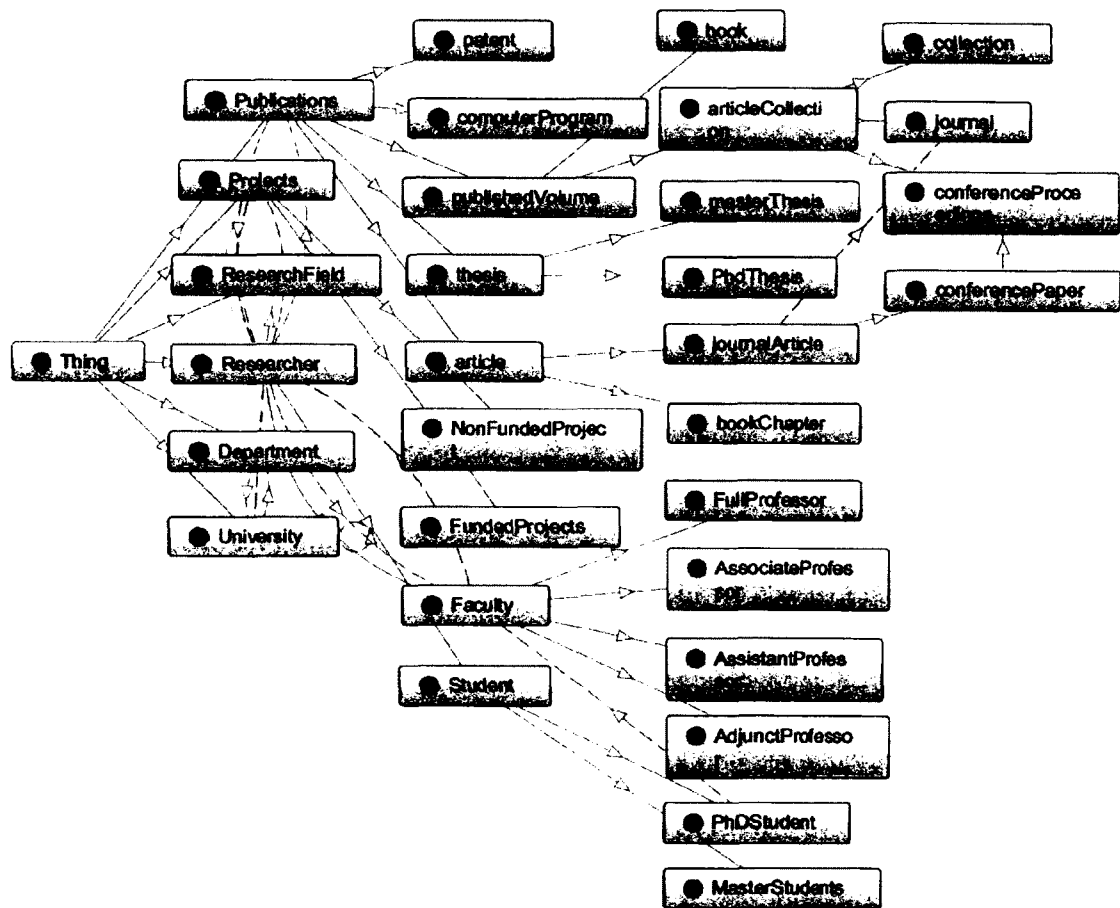 patent
book
collection
Publications
computerProgram
articleCollecti
on
journal
Projects
publishedVolume
masterThesis
conferenceProce
edings
ResearchField
thesis
PhdThesis
conferencePaper
Thing
Researcher
article
journalArticle
Department
NonFundedProjec
t
bookChapter
University
FundedProjects
FullProfessor
Faculty
AssociateProfes
sor
Student
AssistantProfes
AdjunctProfesso
r
PhDStudent
MasterStudents